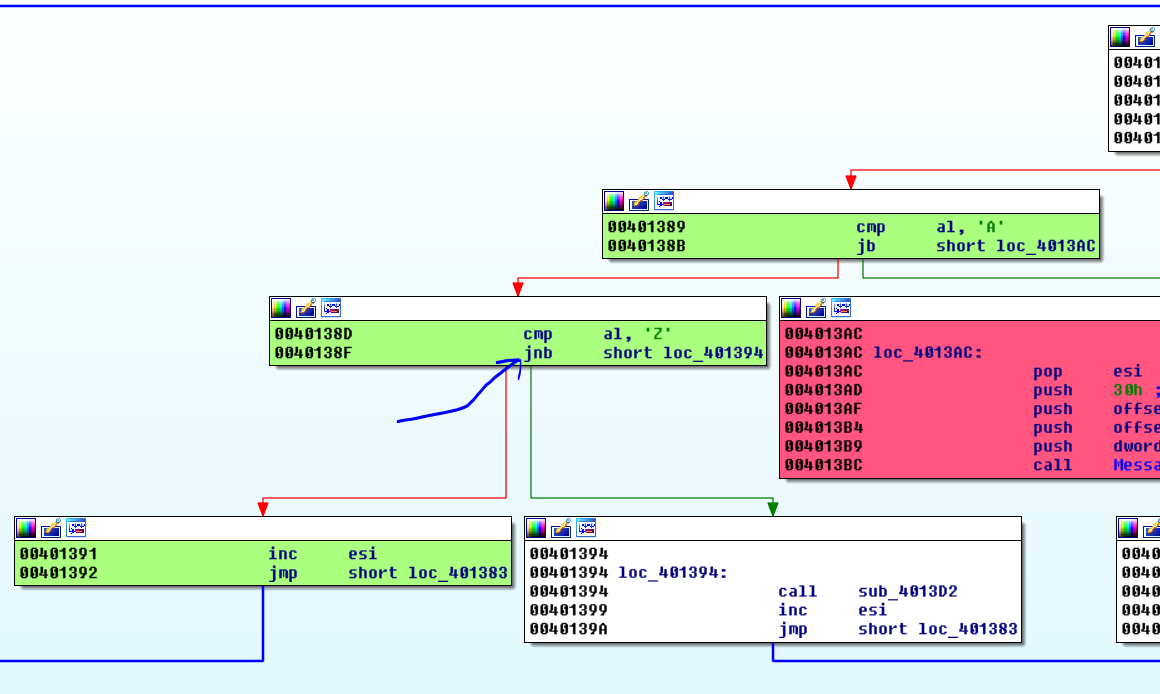 00401
00401
00401
00401
00401
00401389 cmp al, 'A'
0040138B jb short loc_4013AC
0040138D cmp al, 'Z'
0040138F jnb short loc_401394
004013AC
004013AC loc_4013AC:
004013AC pop esi
004013AD push 30h ;
004013AF push offse
004013B4 push offse
004013B9 push dword
004013BC call Messa
00401391 inc esi
00401392 jmp short loc_401383
00401394
00401394 loc_401394:
00401394 call sub_4013D2
00401399 inc esi
0040139A jmp short loc_401383
0040
0040
0040
0040
0040